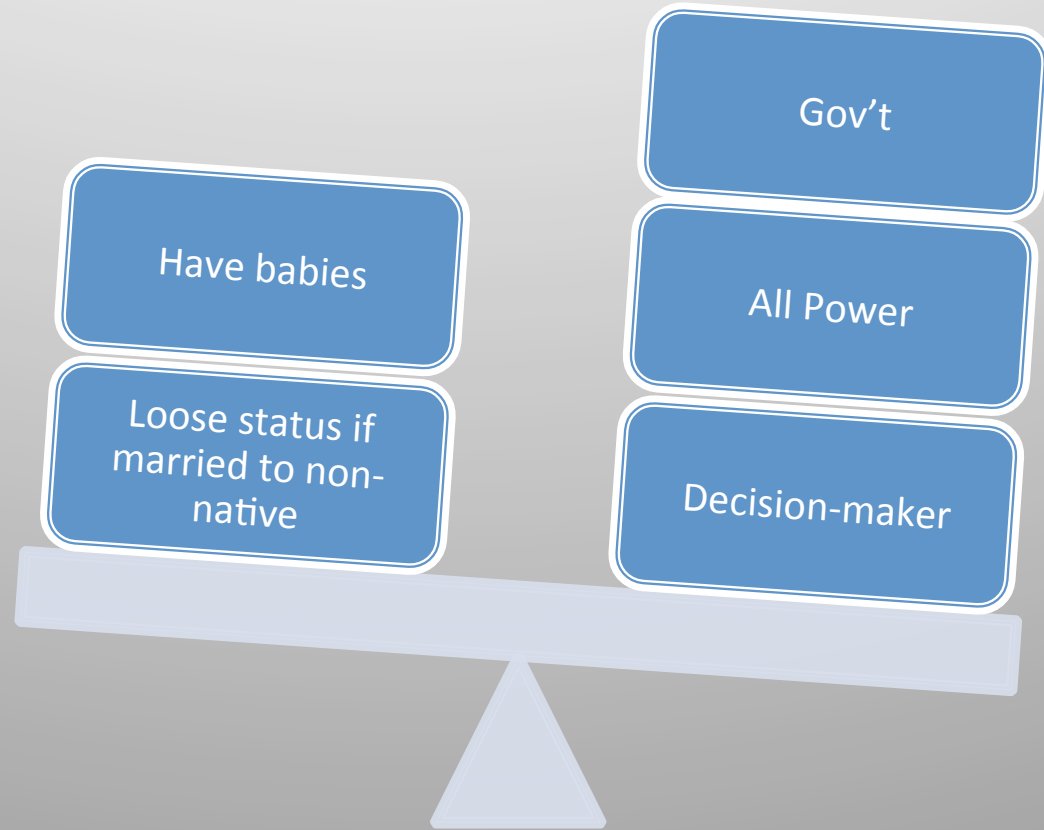 Have babies
Loose status if
married to non-
native
Gov’t
All Power
Decision-maker